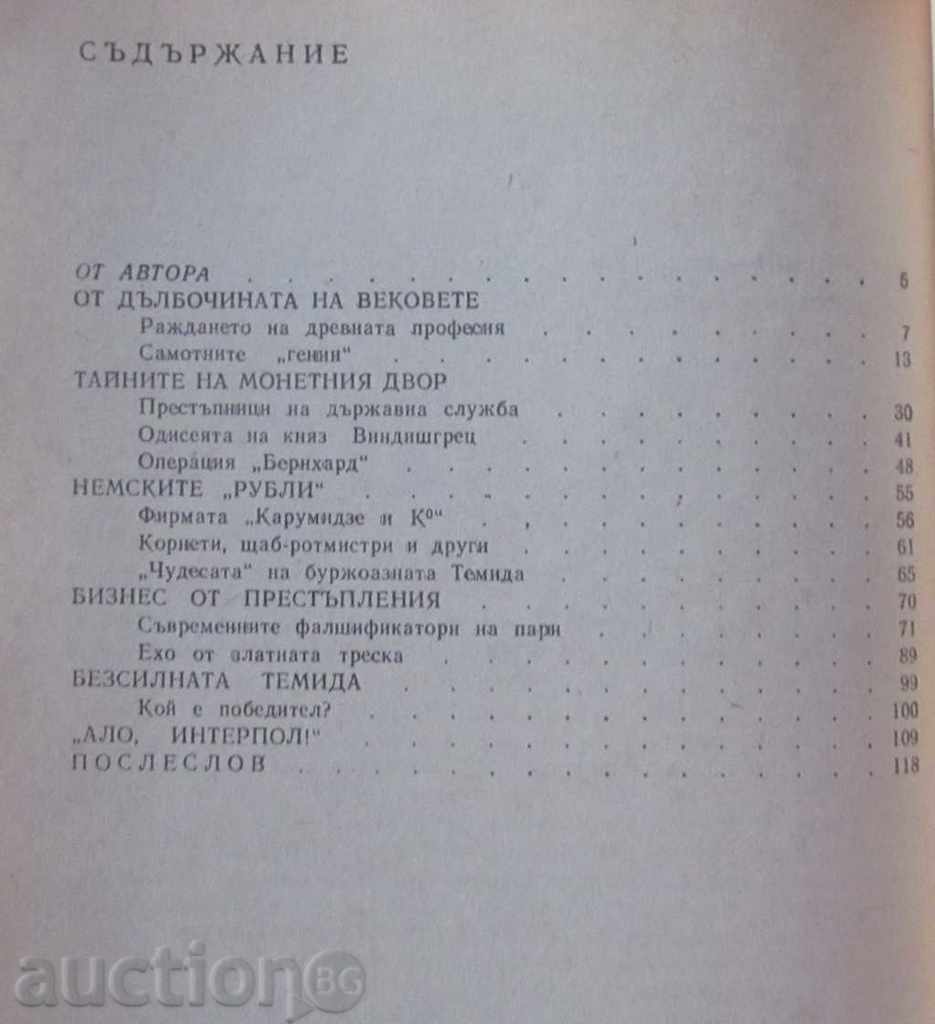 СЪДЪРЖАНИЕ
ОТ АВТОРА . . . . . . . . . . . . . . . . . . 5
ОТ ДЪЛБОЧИНАТА НА ВЕКОВЕТЕ
Раждането на древната професия . . . . . . . . . 7
Самотните „гении“ . . . . . . . . . . . . . 13
ТАЙНИТЕ НА МОНЕТНИЯ ДВОР
Престъпници на държавна служба . . . . . . . . 30
Одисеята на княз Виндишгрец . . . . . . . . . 41
Операция „Бернхард“ . . . . . . . . . . . . 48
НЕМСКИТЕ „РУБЛИ“ . . . . . . . . . . . . . 55
Фирмата „Карумидзе и Ко“ . . . . . . . . . . 56
Корнети, щаб-ротмистри и други . . . . . . . . . 61
„Чудесата“ на буржоазната Темида . . . . . . . . 65
БИЗНЕС ОТ ПРЕСТЪПЛЕНИЯ . . . . . . . . . . 70
Съвременните фалшификатори на пари . . . . . . . 71
Ехо от златната треска . . . . . . . . . . . 89
БЕЗСИЛНАТА ТЕМИДА . . . . . . . . . . . . 99
Кой е победител? . . . . . . . . . . . . . 100
„АЛО, ИНТЕРПОЛ!“ . . . . . . . . . . . . . 109
ПОСЛЕСЛОВ . . . . . . . . . . . . . . . 118
auction BG